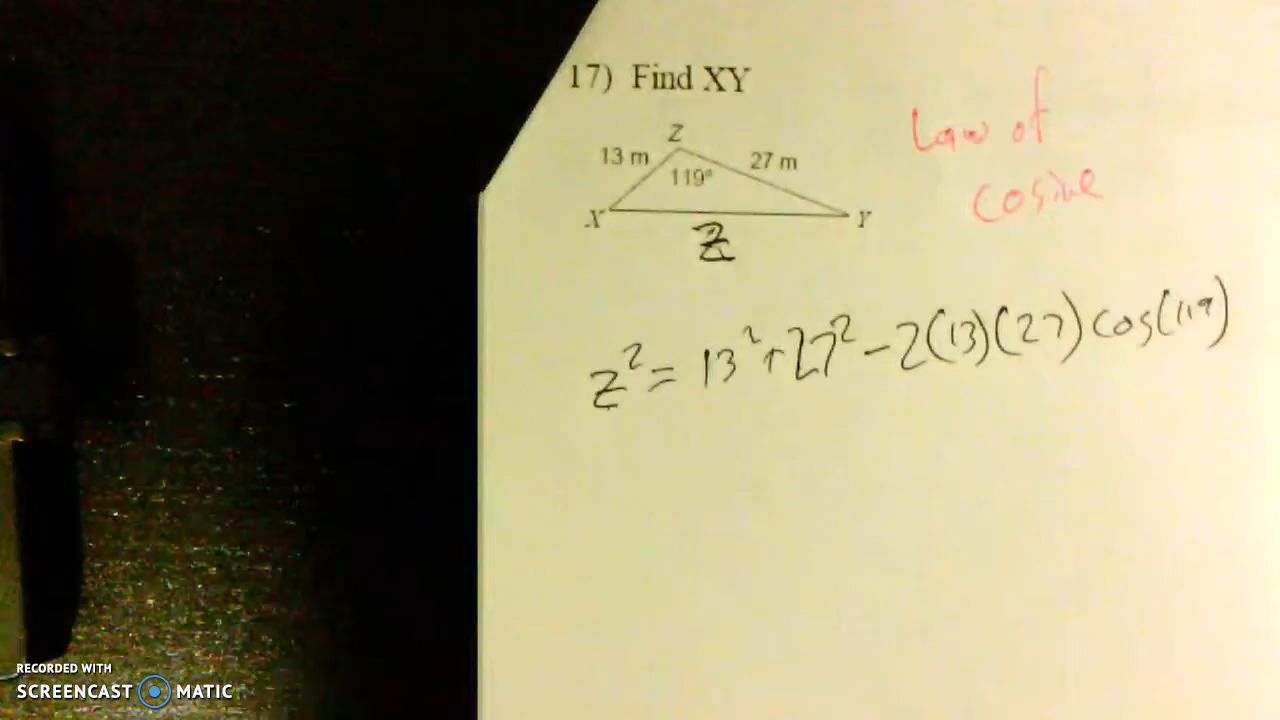 17) Find XY
Law of
cosine
Z
13 m
27 m
119°
X
Y
z
z² = 13² + 27² - 2(13)(27) cos(119)
RECORDED WITH
SCREENCAST MATIC